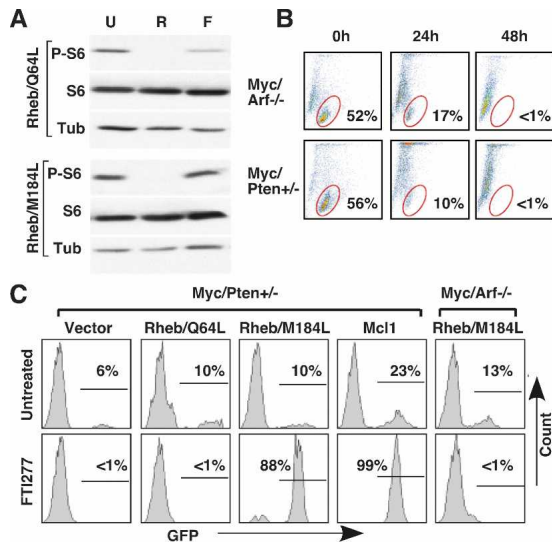 A
U R F
Rheb/Q64L
P-S6
S6
Tub
Rheb/M184L
P-S6
S6
Tub
B
0h 24h 48h
Myc/
Arf-/-
52% 17% <1%
Myc/
Pten+/-
56% 10% <1%
C
Myc/Pten+/- Myc/Arf-/-
Vector Rheb/Q64L Rheb/M184L Mcl1 Rheb/M184L
Untreated
6% 10% 10% 23% 13%
FTI277
<1% <1% 88% 99% <1%
GFP
Count